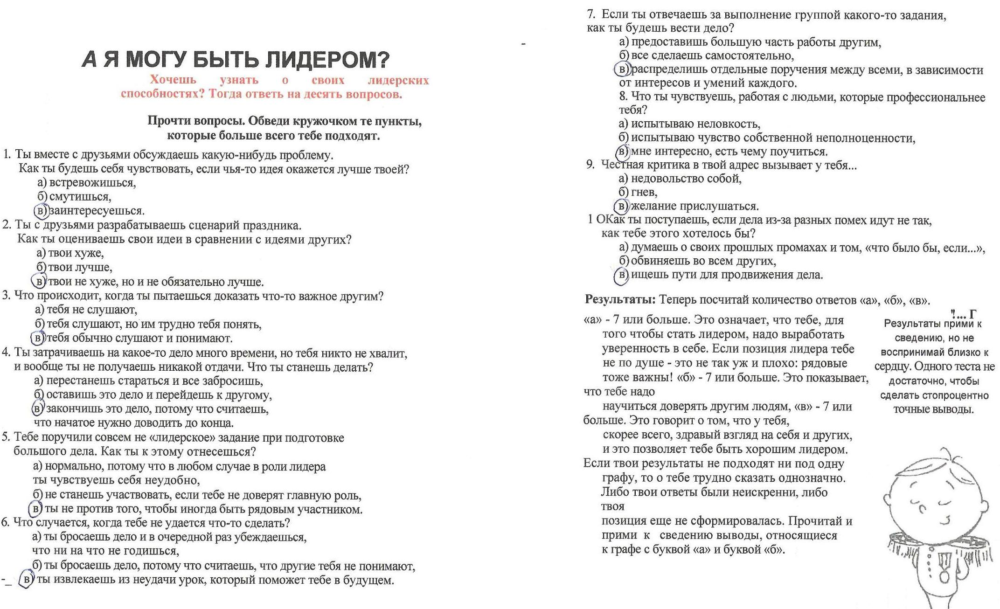 А Я МОГУ БЫТЬ ЛИДЕРОМ?
Хочешь узнать о своих лидерских
способностях? Тогда ответь на десять вопросов.
Прочти вопросы. Обведи кружочком те пункты,
которые больше всего тебе подходят.
1. Ты вместе с друзьями обсуждаешь какую-нибудь проблему.
Как ты будешь себя чувствовать, если чья-то идея окажется лучше твоей?
а) встревожишься,
б) смутишься,
в) заинтересуешься.
2. Ты с друзьями разрабатываешь сценарий праздника.
Как ты оцениваешь свои идеи в сравнении с идеями других?
а) твои хуже,
б) твои лучше,
в) твои не хуже, но и не обязательно лучше.
3. Что происходит, когда ты пытаешься доказать что-то важное другим?
а) тебя не слушают,
б) тебя слушают, но им трудно тебя понять,
в) тебя обычно слушают и понимают.
4. Ты затрачиваешь на какое-то дело много времени, но тебя никто не хвалит,
и вообще ты не получаешь никакой отдачи. Что ты станешь делать?
а) перестанешь стараться и все забросишь,
б) оставишь это дело и перейдешь к другому,
в) закончишь это дело, потому что считаешь,
что начатое нужно доводить до конца.
5. Тебе поручили совсем не «лидерское» задание при подготовке
большого дела. Как ты к этому отнесешься?
а) нормально, потому что в любом случае в роли лидера
ты чувствуешь себя неудобно,
б) не станешь участвовать, если тебе не доверят главную роль,
в) ты не против того, чтобы иногда быть рядовым участником.
6. Что случается, когда тебе не удается что-то сделать?
а) ты бросаешь дело и в очередной раз убеждаешься,
что ни на что не годишься,
б) ты бросаешь дело, потому что считаешь, что другие тебя не понимают,
в) ты извлекаешь из неудачи урок, который поможет тебе в будущем.
7. Если ты отвечаешь за выполнение группой какого-то задания,
как ты будешь вести дело?
а) предоставишь большую часть работы другим,
б) все сделаешь самостоятельно,
в) распределишь отдельные поручения между всеми, в зависимости
от интересов и умений каждого.
8. Что ты чувствуешь, работая с людьми, которые профессиональнее
тебя?
а) испытываю неловкость,
б) испытываю чувство собственной неполноценности,
в) мне интересно, есть чему поучиться.
9. Честная критика в твой адрес вызывает у тебя...
а) недовольство собой,
б) гнев,
в) желание прислушаться.
1 ОКак ты поступаешь, если дела из-за разных помех идут не так,
как тебе этого хотелось бы?
а) думаешь о своих прошлых промахах и том, «что было бы, если...»,
б) обвиняешь во всем других,
в) ищешь пути для продвижения дела.
Результаты: Теперь посчитай количество ответов «а», «б», «в».
«а» - 7 или больше. Это означает, что тебе, для
того чтобы стать лидером, надо выработать
уверенность в себе. Если позиция лидера тебе
не по душе - это не так уж и плохо: рядовые
тоже важны! «б» - 7 или больше. Это показывает,
что тебе надо
научиться доверять другим людям, «в» - 7 или
больше. Это говорит о том, что у тебя,
скорее всего, здравый взгляд на себя и других,
и это позволяет тебе быть хорошим лидером.
Если твои результаты не подходят ни под одну
графу, то о тебе трудно сказать однозначно.
Либо твои ответы были неискренни, либо
твоя
позиция еще не сформировалась. Прочитай и
прими к сведению выводы, относящиеся
к графе с буквой «а» и буквой «б».
"!... Г
Результаты прими к
сведению, но не
воспринимай близко к
сердцу. Одного теста не
достаточно, чтобы
сделать стопроцентно
точные выводы.